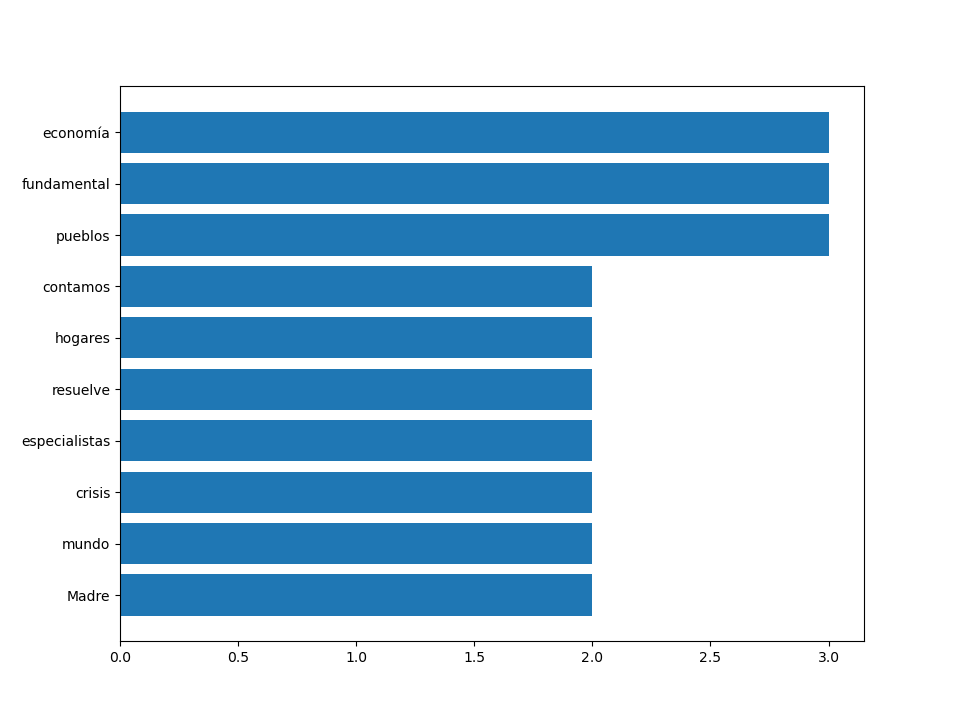 economía
fundamental
pueblos
contamos
hogares
resuelve
especialistas
crisis
mundo
Madre
0.0 0.5 1.0 1.5 2.0 2.5 3.0